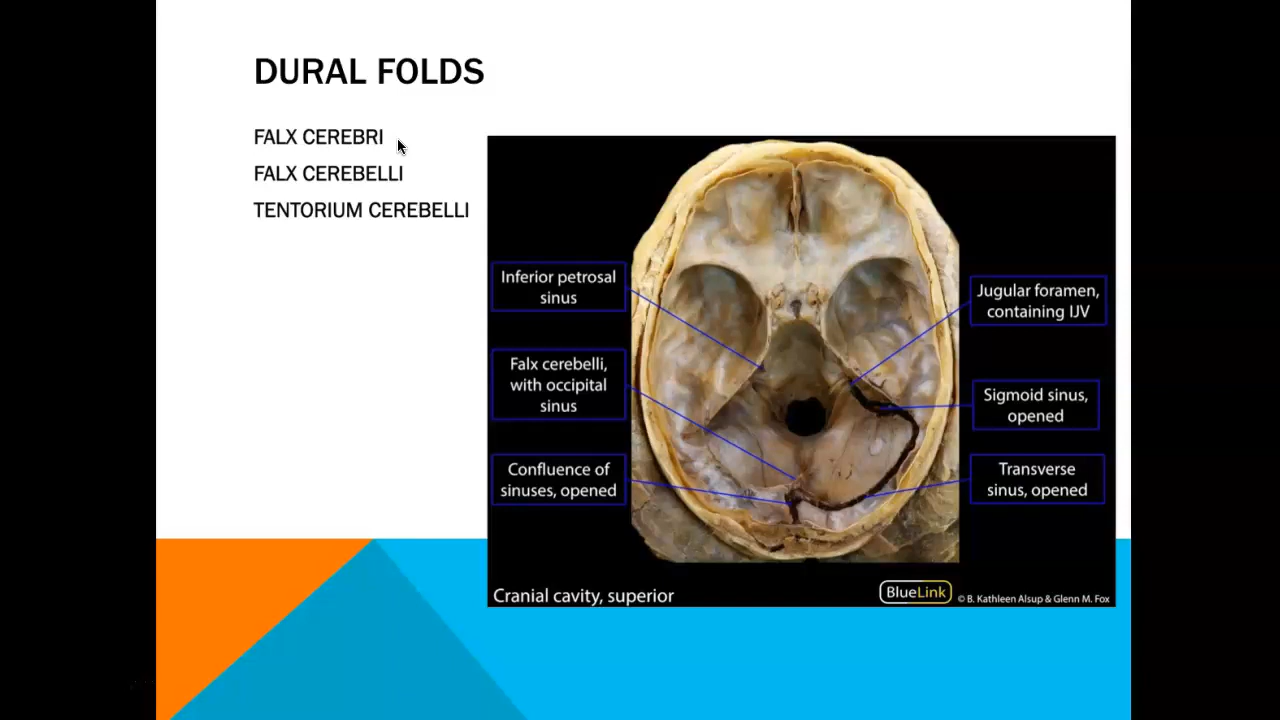 DURAL FOLDS
FALX CEREBRI
FALX CEREBELLI
TENTORIUM CEREBELLI
Inferior petrosal
sinus
Falx cerebelli,
with occipital
sinus
Confluence of
sinuses, opened
Jugular foramen,
containing IJV
Sigmoid sinus,
opened
Transverse
sinus, opened
Cranial cavity, superior
BlueLink
© B. Kathleen Alsup & Glenn M. Fox